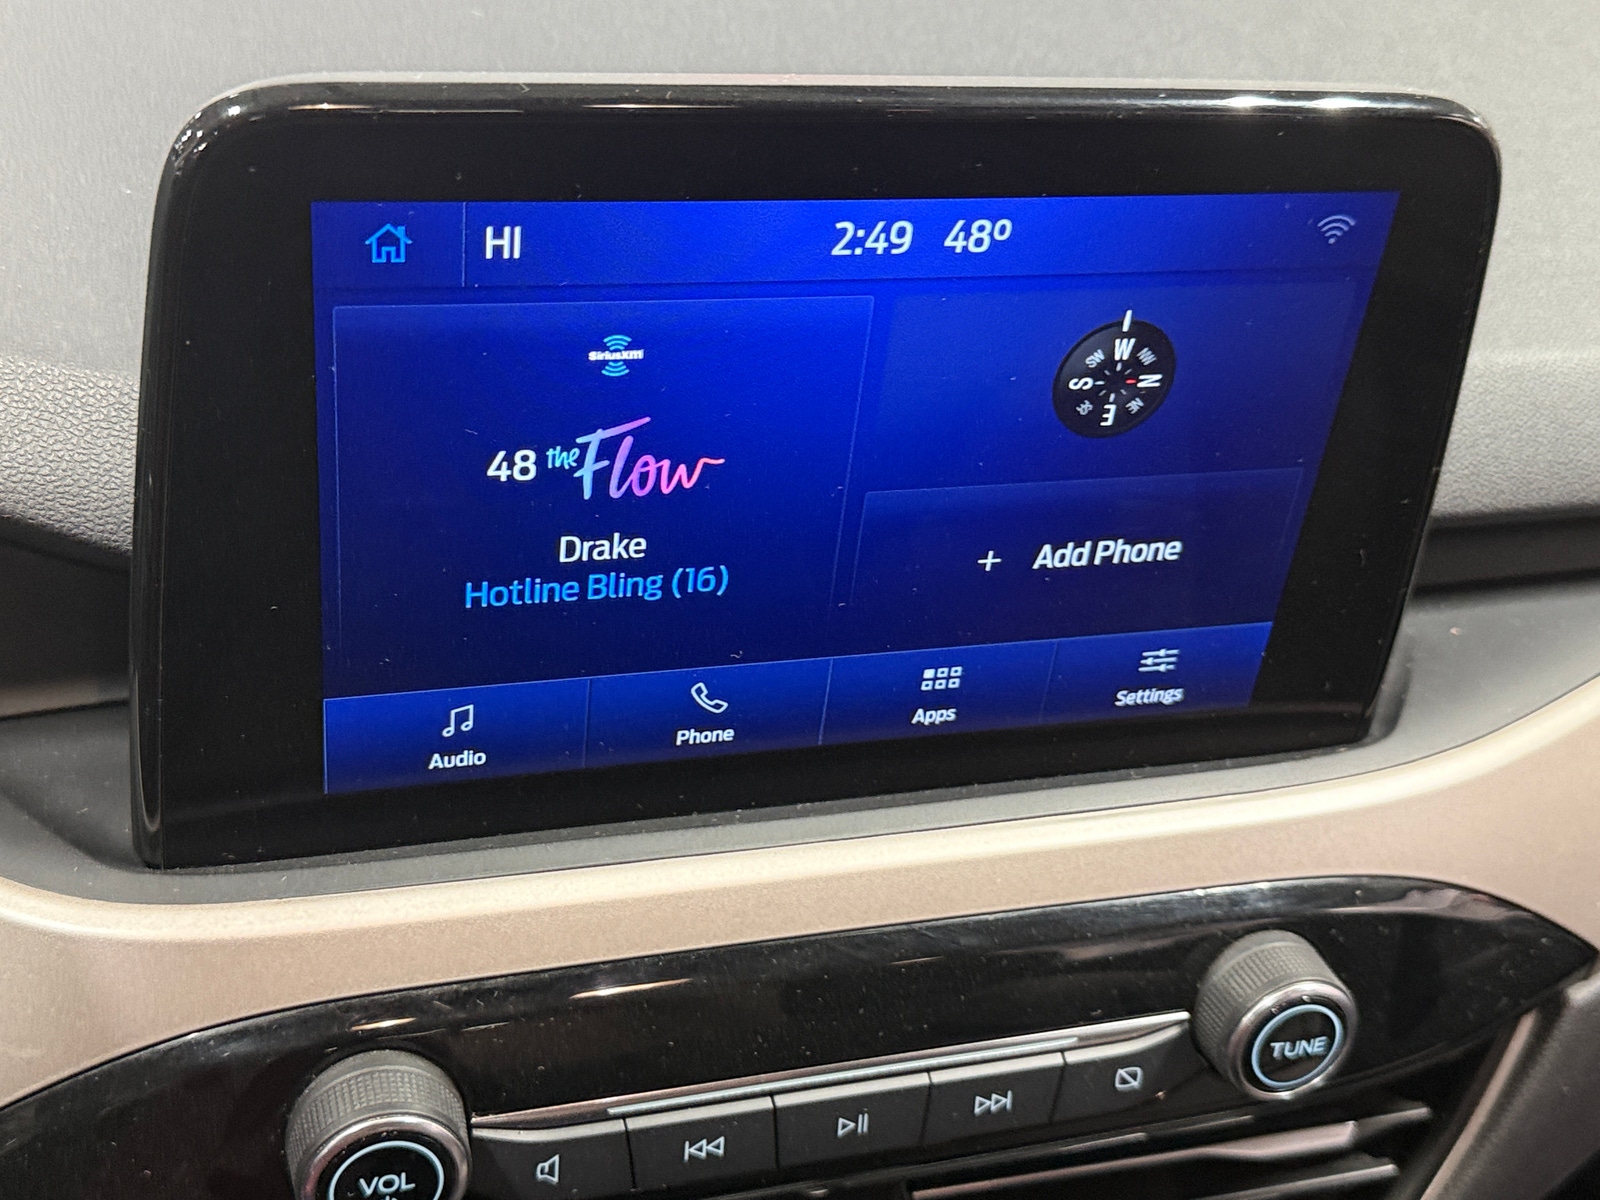 HI
2:49 48°
SiriusXM
48 the Flow
Drake
Hotline Bling (16)
W
SW NW
S N
SE NE
E
+ Add Phone
Audio
Phone
Apps
Settings
TUNE
VOL